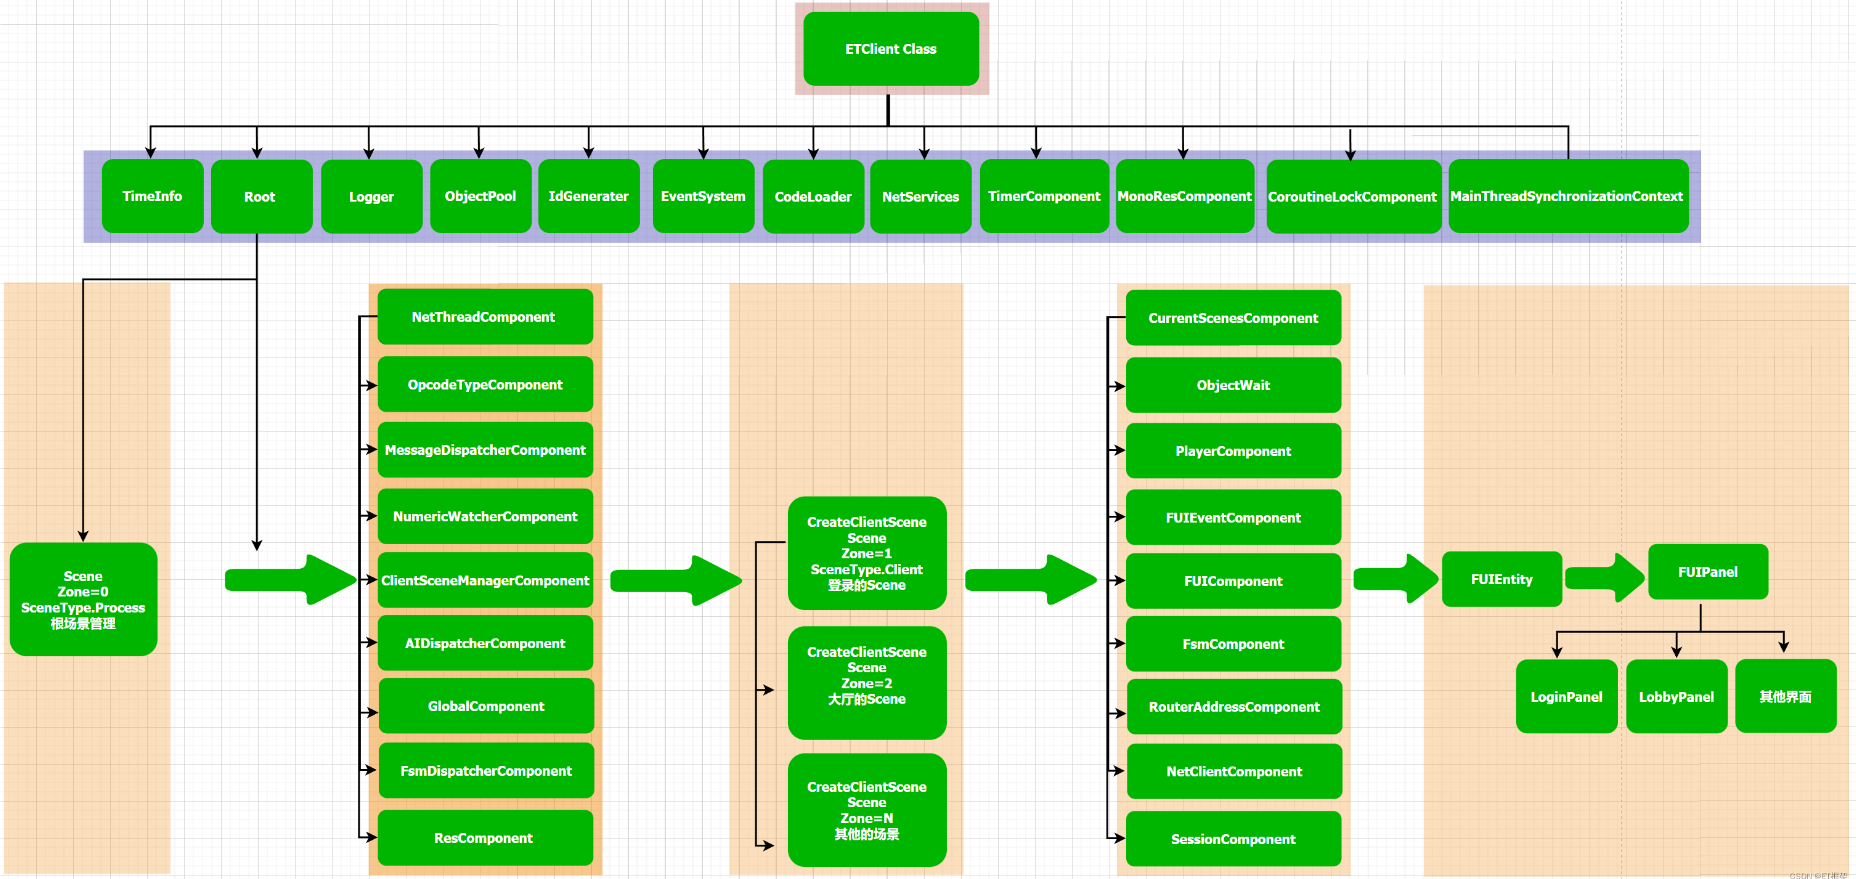 ETClient Class
TimeInfo
Root
Logger
ObjectPool
IdGenerater
EventSystem
CodeLoader
NetServices
TimerComponent
MonoResComponent
CoroutineLockComponent
MainThreadSynchronizationContext
Scene
Zone=0
SceneType.Process
根场景管理
NetThreadComponent
OpcodeTypeComponent
MessageDispatcherComponent
NumericWatcherComponent
ClientSceneManagerComponent
AIDispatcherComponent
GlobalComponent
FsmDispatcherComponent
ResComponent
CreateClientScene
Scene
Zone=1
SceneType.Client
登录的Scene
CreateClientScene
Scene
Zone=2
大厅的Scene
CreateClientScene
Scene
Zone=N
其他的场景
CurrentScenesComponent
ObjectWait
PlayerComponent
FUIEventComponent
FUIComponent
FsmComponent
RouterAddressComponent
NetClientComponent
SessionComponent
FUIEntity
FUIPanel
LoginPanel
LobbyPanel
其他界面
CSDN @ET框架